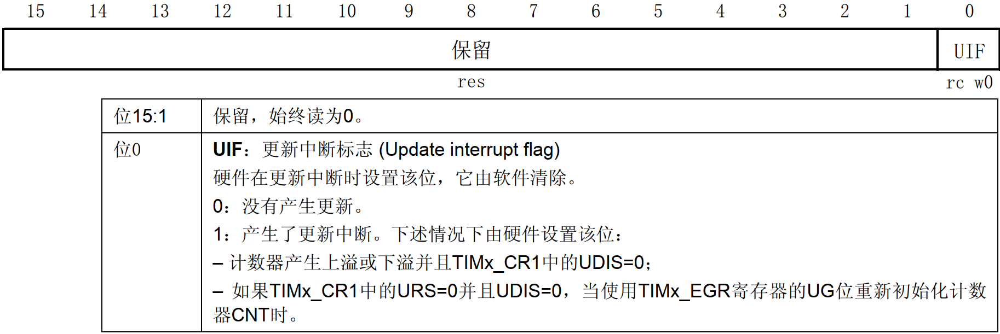 15 14 13 12 11 10 9 8 7 6 5 4 3 2 1 0
保留 UIF
res rc w0
位15:1 保留，始终读为0。
位0 UIF：更新中断标志 (Update interrupt flag)
硬件在更新中断时设置该位，它由软件清除。
0：没有产生更新。
1：产生了更新中断。下述情况下由硬件设置该位：
– 计数器产生上溢或下溢并且TIMx_CR1中的UDIS=0；
– 如果TIMx_CR1中的URS=0并且UDIS=0，当使用TIMx_EGR寄存器的UG位重新初始化计数
器CNT时。